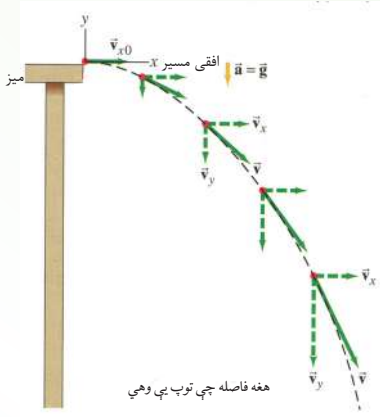 y
v⃗x0
x افقی مسیر
a⃗ = g⃗
میز
v⃗x
v⃗y
v⃗
v⃗x
v⃗y
v⃗
هغه فاصله چې توپ یې وهي